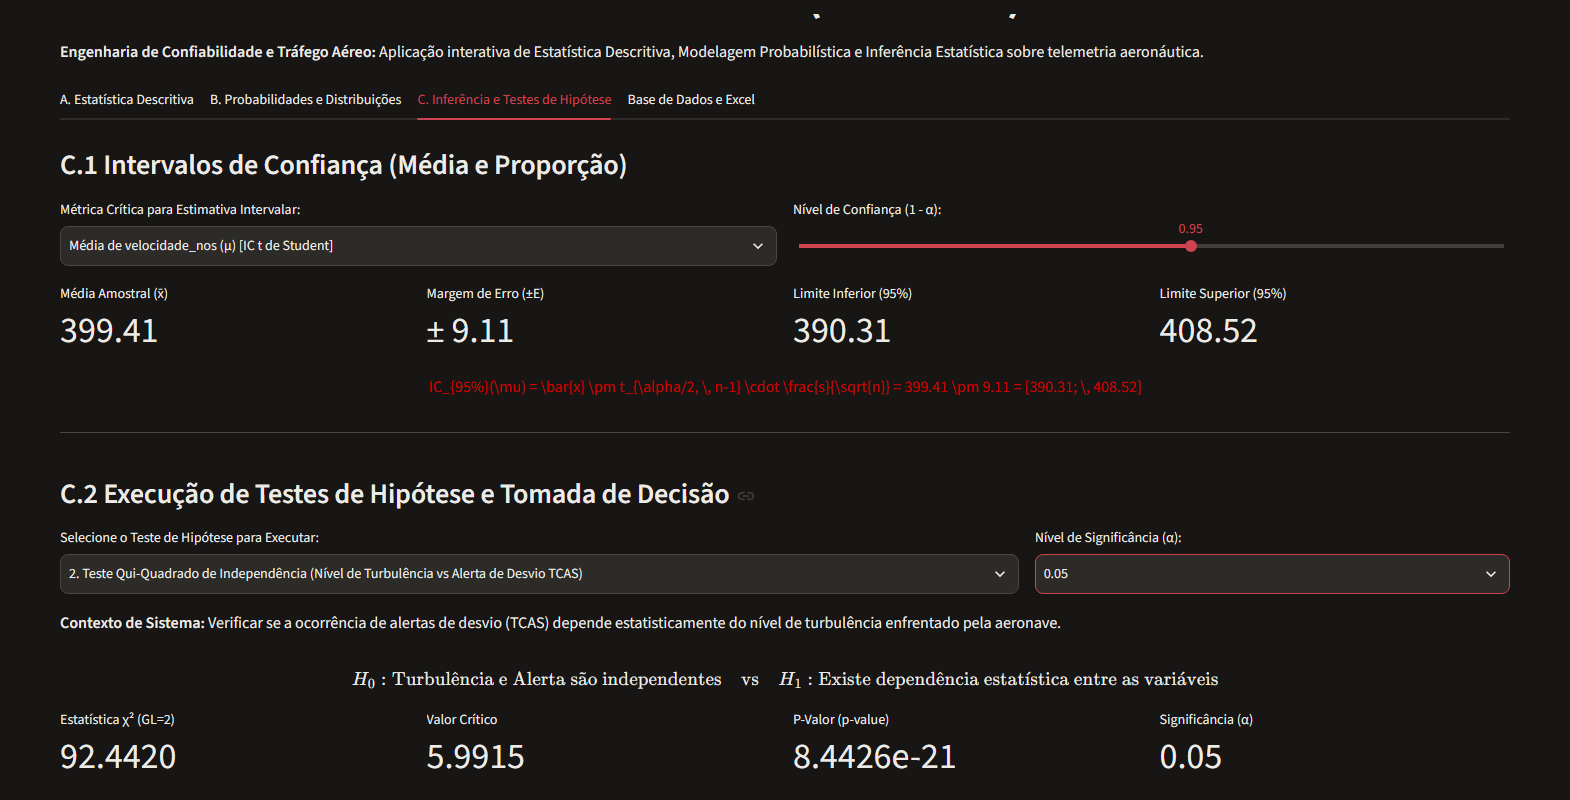 Engenharia de Confiabilidade e Tráfego Aéreo: Aplicação interativa de Estatística Descritiva, Modelagem Probabilística e Inferência Estatística sobre telemetria aeronáutica.
A. Estatística Descritiva B. Probabilidades e Distribuições C. Inferência e Testes de Hipótese Base de Dados e Excel
C.1 Intervalos de Confiança (Média e Proporção)
Métrica Crítica para Estimativa Intervalar: Nível de Confiança (1 - α):
0.95
Média de velocidade_nos (μ) [IC t de Student]
Média Amostral (x̄) Margem de Erro (±E) Limite Inferior (95%) Limite Superior (95%)
399.41 ± 9.11 390.31 408.52
IC_{95%}(\mu) = \bar{x} \pm t_{\alpha/2, \, n-1} \cdot \frac{s}{\sqrt{n}} = 399.41 \pm 9.11 = [390.31; \, 408.52]
C.2 Execução de Testes de Hipótese e Tomada de Decisão
Selecione o Teste de Hipótese para Executar: Nível de Significância (α):
2. Teste Qui-Quadrado de Independência (Nível de Turbulência vs Alerta de Desvio TCAS) 0.05
Contexto de Sistema: Verificar se a ocorrência de alertas de desvio (TCAS) depende estatisticamente do nível de turbulência enfrentado pela aeronave.
H₀ : Turbulência e Alerta são independentes vs H₁ : Existe dependência estatística entre as variáveis
Estatística χ² (GL=2) Valor Crítico P-Valor (p-value) Significância (α)
92.4420 5.9915 8.4426e-21 0.05